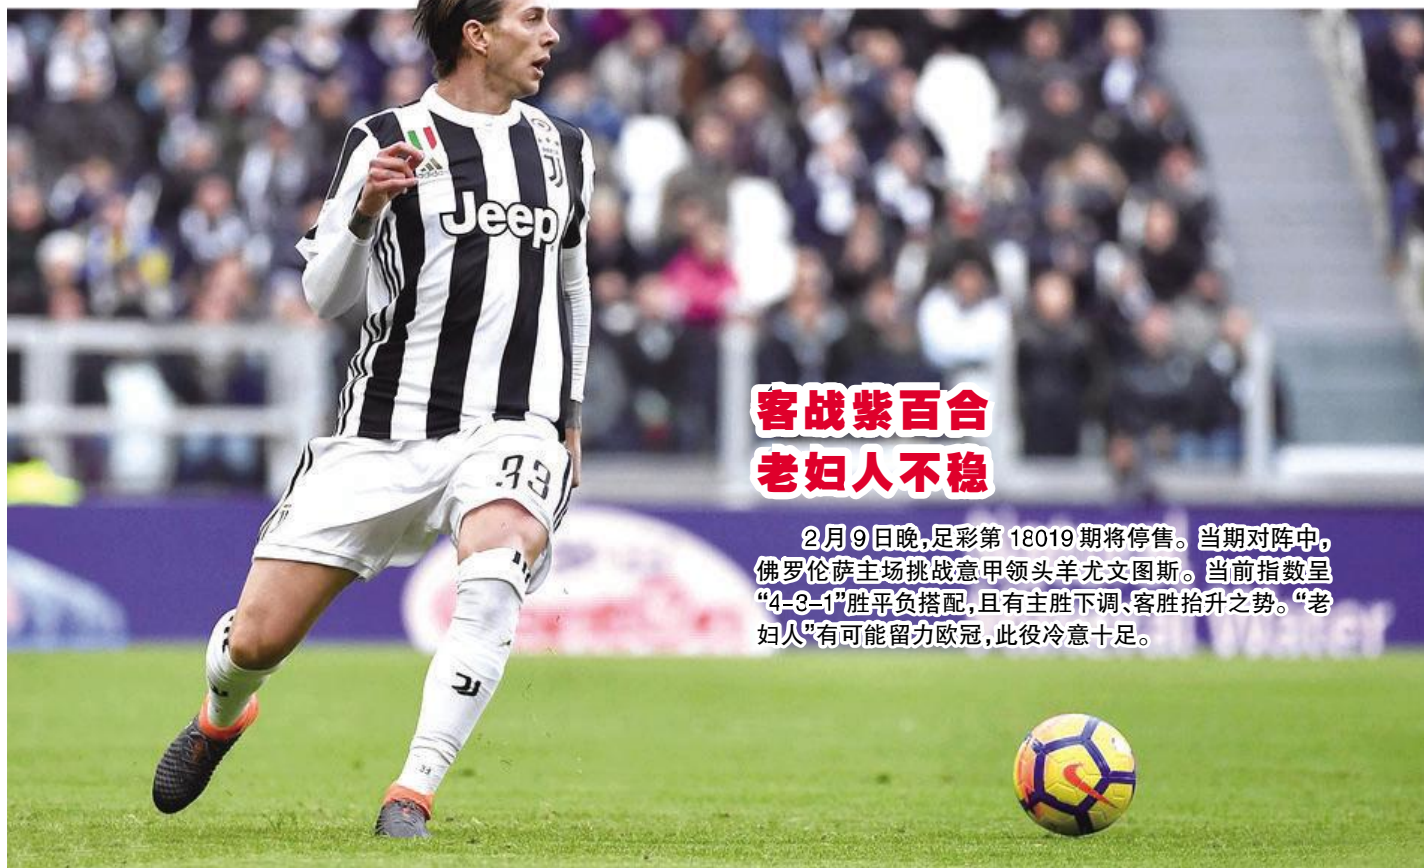 adidas
Jeep
33
客战紫百合
老妇人不稳
2月9日晚,足彩第18019期将停售。当期对阵中,
佛罗伦萨主场挑战意甲领头羊尤文图斯。当前指数呈
“4-3-1”胜平负搭配,且有主胜下调、客胜抬升之势。“老
妇人”有可能留力欧冠,此役冷意十足。
33